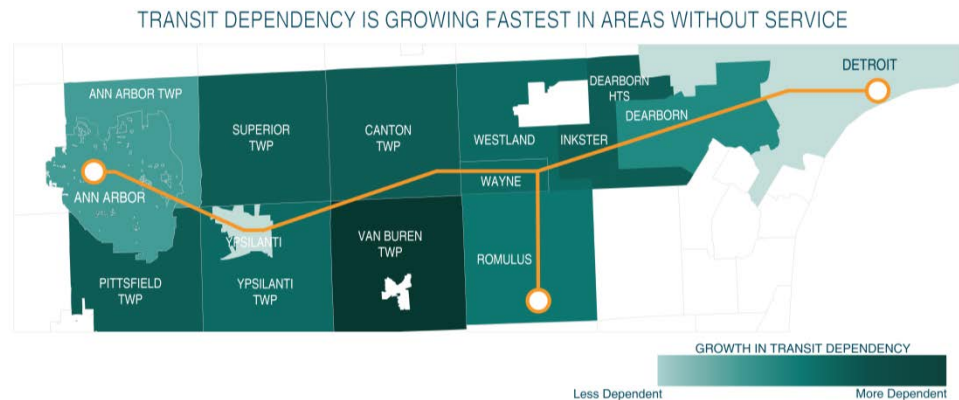 TRANSIT DEPENDENCY IS GROWING FASTEST IN AREAS WITHOUT SERVICE
DETROIT
ANN ARBOR TWP
DEARBORN
HTS
DEARBORN
SUPERIOR
TWP
CANTON
TWP
WESTLAND
INKSTER
WAYNE
ANN ARBOR
YPSILANTI
VAN BUREN
TWP
ROMULUS
PITTSFIELD
TWP
YPSILANTI
TWP
GROWTH IN TRANSIT DEPENDENCY
Less Dependent
More Dependent